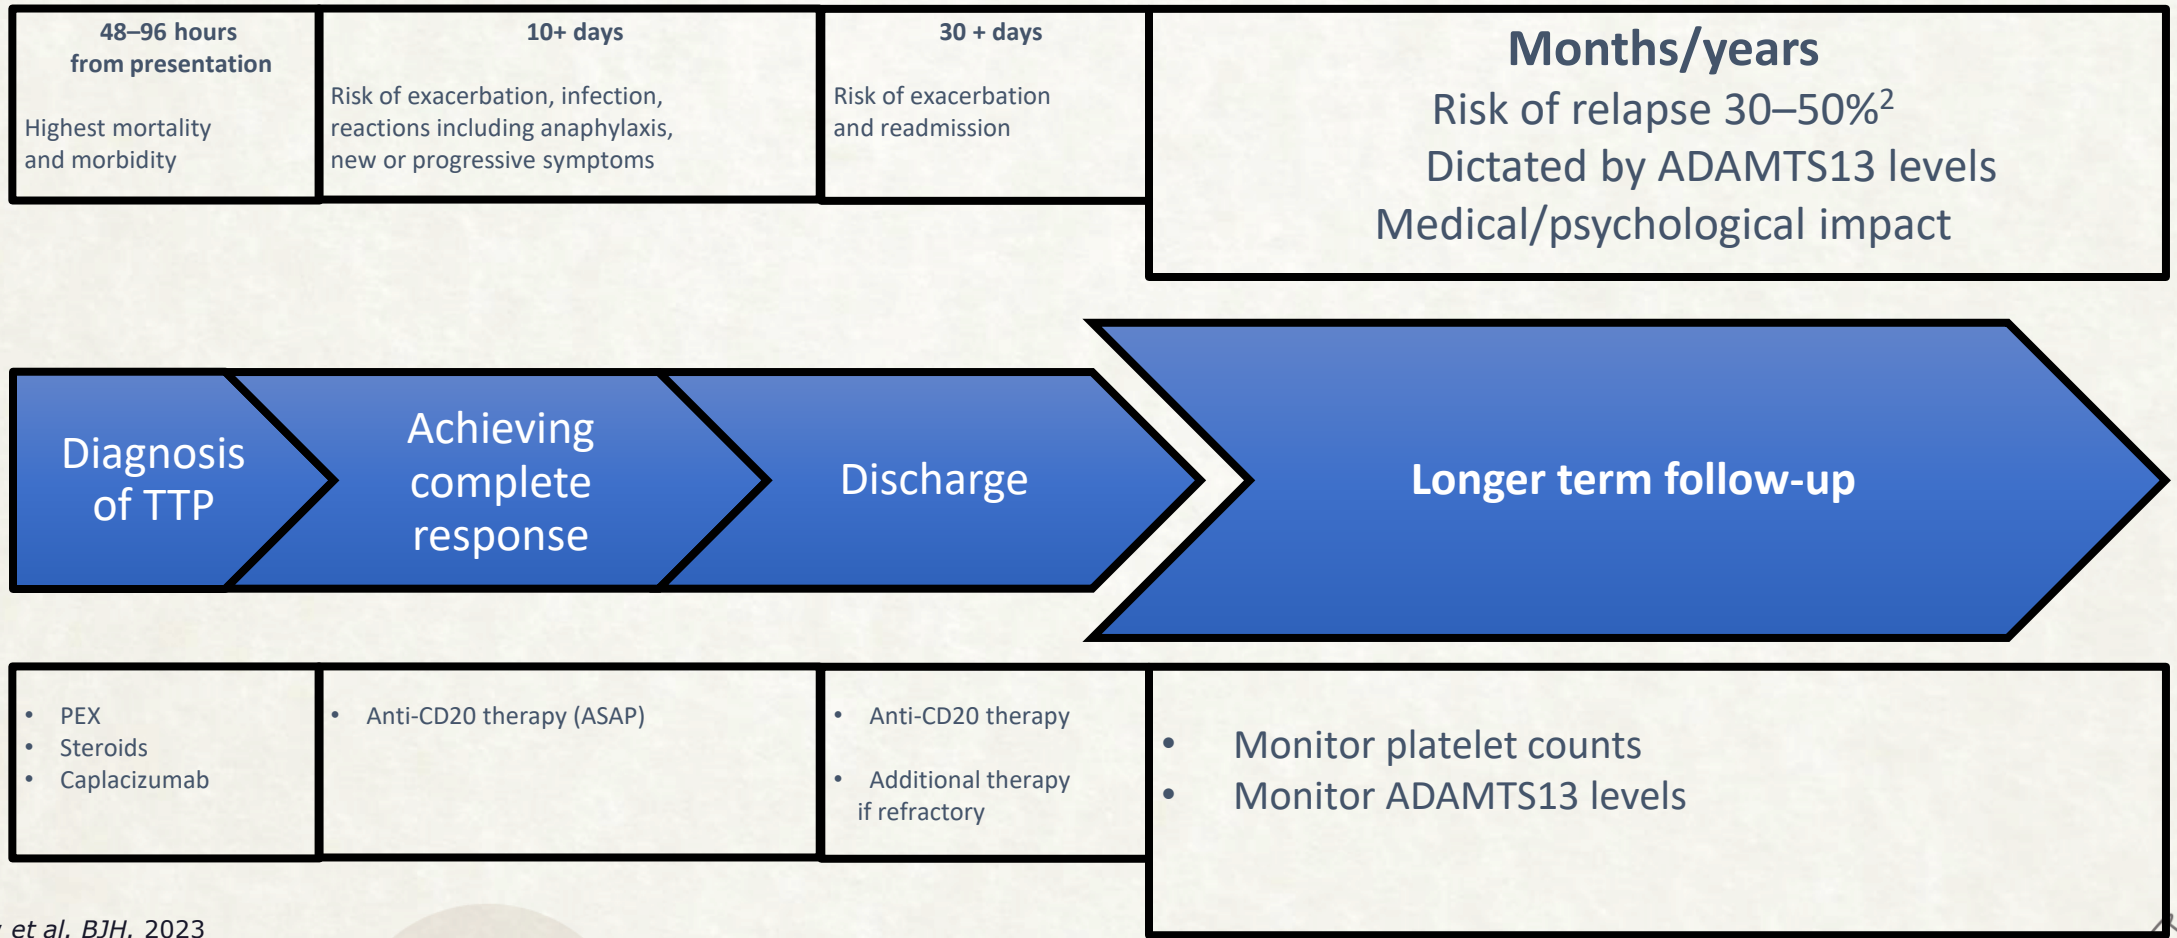 48–96 hours
from presentation
Highest mortality
and morbidity
10+ days
Risk of exacerbation, infection,
reactions including anaphylaxis,
new or progressive symptoms
30 + days
Risk of exacerbation
and readmission
Months/years
Risk of relapse 30–50%²
Dictated by ADAMTS13 levels
Medical/psychological impact
Diagnosis
of TTP
Achieving
complete
response
Discharge
Longer term follow-up
• PEX
• Steroids
• Caplacizumab
• Anti-CD20 therapy (ASAP)
• Anti-CD20 therapy
• Additional therapy
if refractory
• Monitor platelet counts
• Monitor ADAMTS13 levels
et al. BJH. 2023